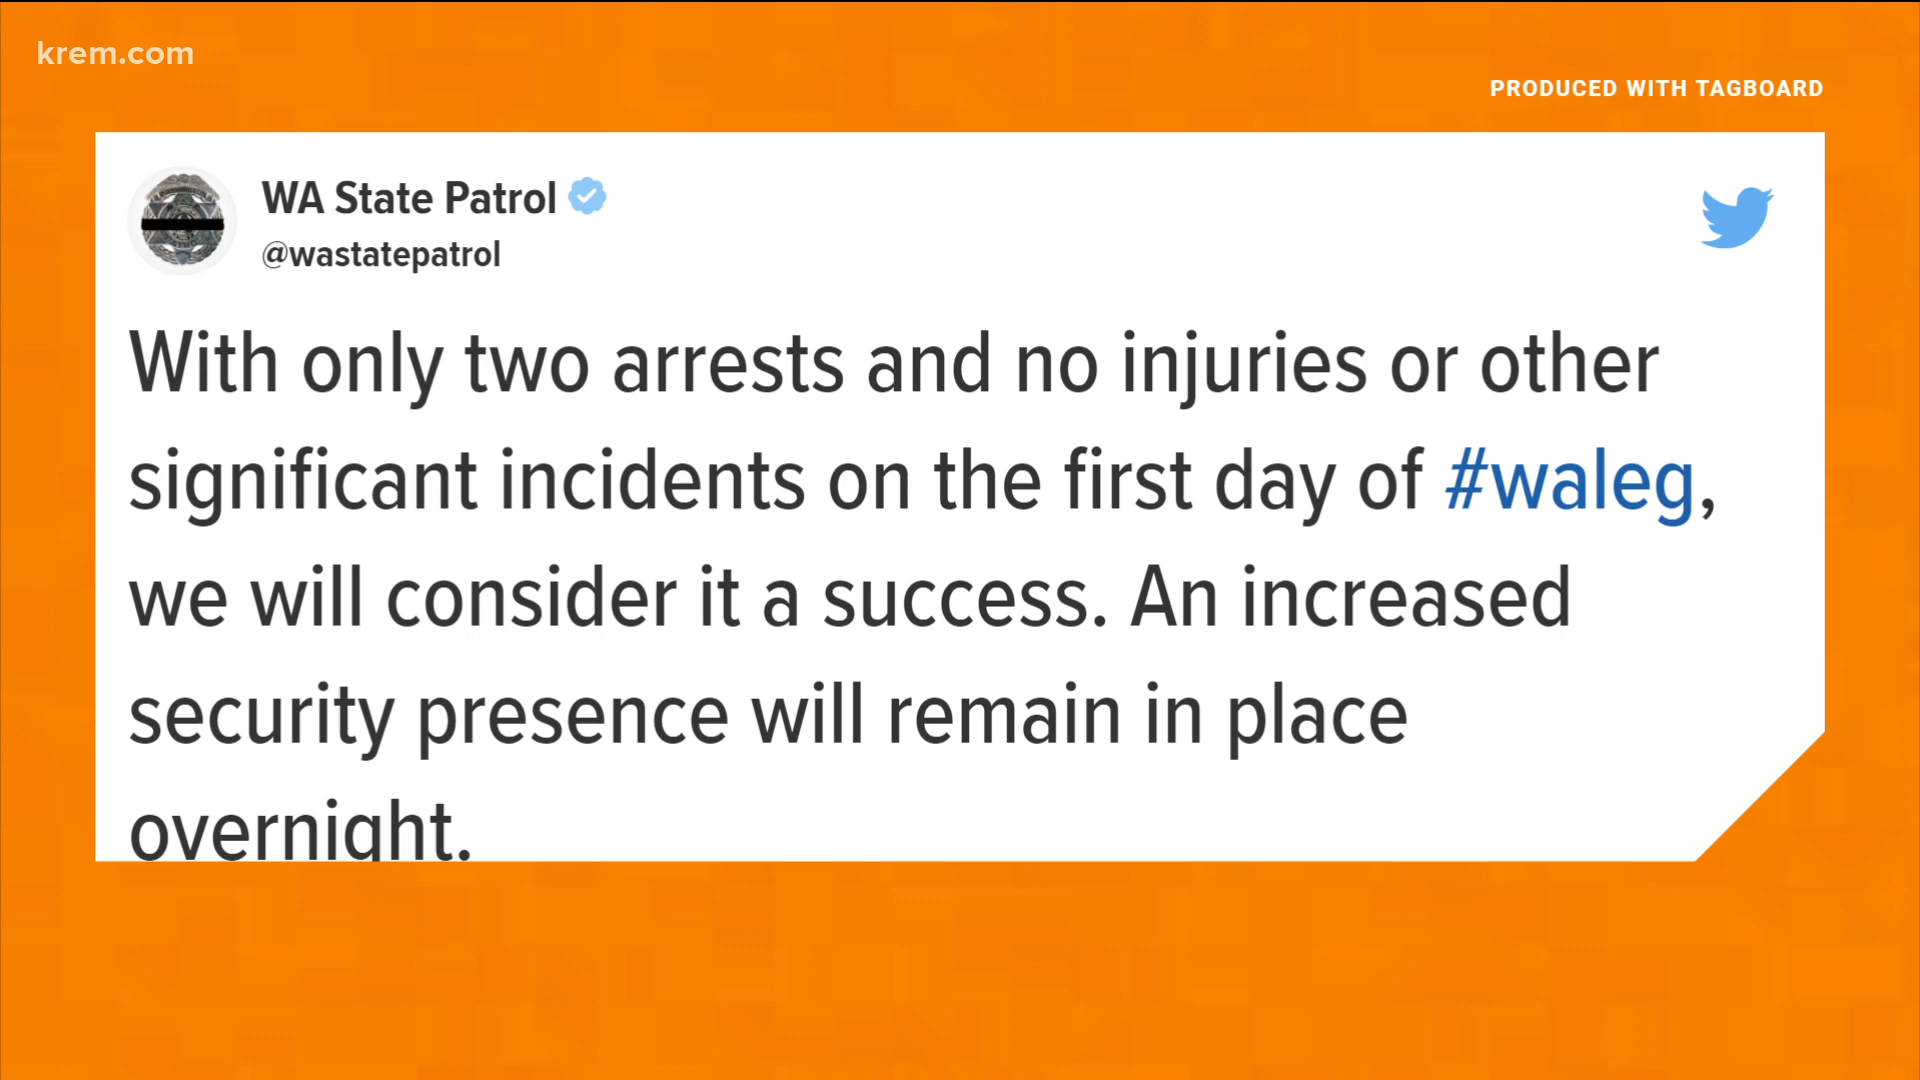 krem.com
PRODUCED WITH TAGBOARD
WA State Patrol
@wastatepatrol
With only two arrests and no injuries or other
significant incidents on the first day of #waleg,
we will consider it a success. An increased
security presence will remain in place
overnight.